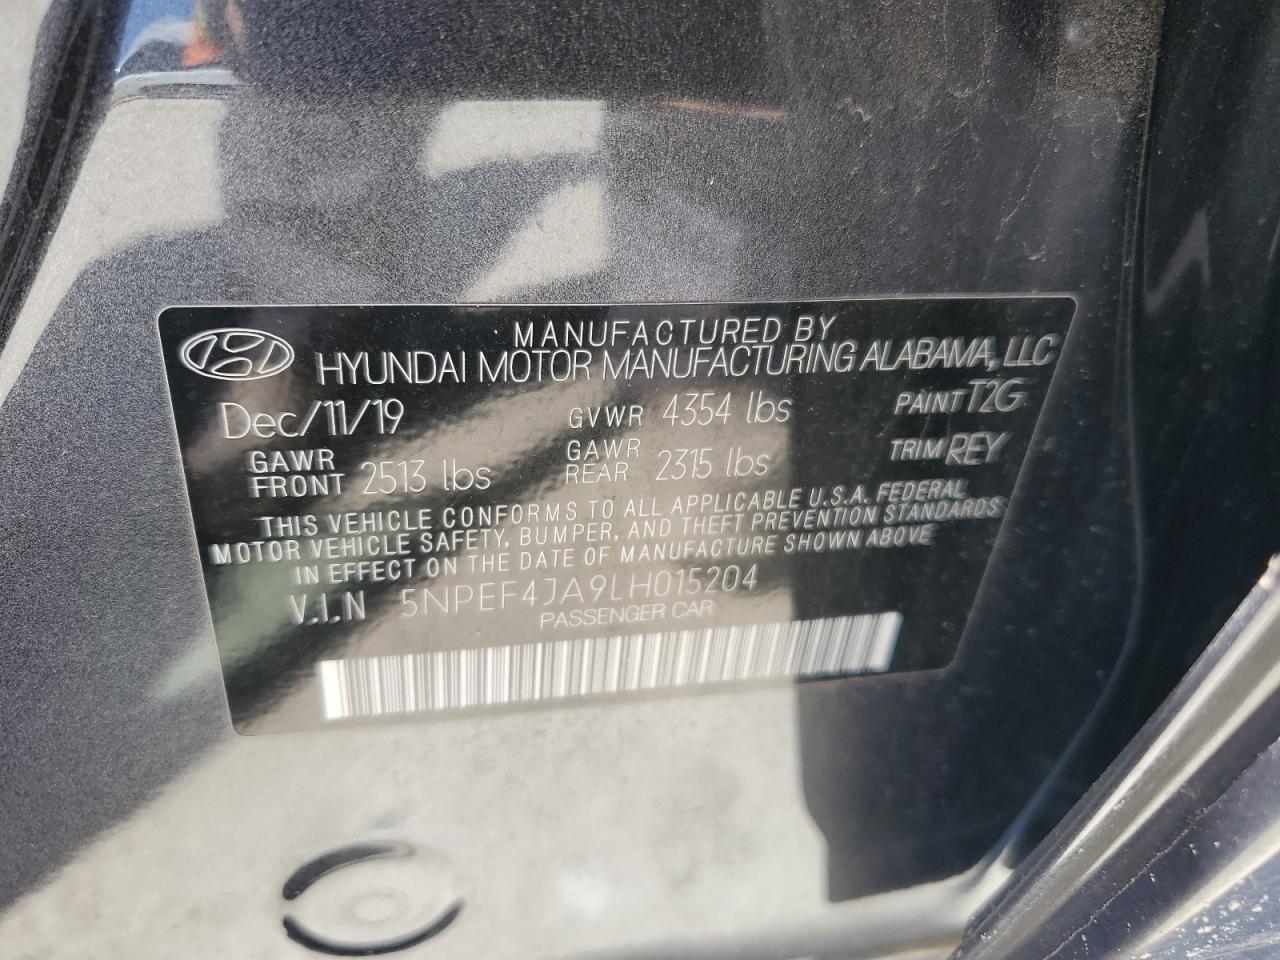 MANUFACTURED BY
HYUNDAI MOTOR MANUFACTURING ALABAMA, LLC
Dec/11/19 GVWR 4354 lbs PAINT T2G
GAWR FRONT 2513 lbs GAWR REAR 2315 lbs TRIM REY
THIS VEHICLE CONFORMS TO ALL APPLICABLE U.S.A. FEDERAL
MOTOR VEHICLE SAFETY, BUMPER, AND THEFT PREVENTION STANDARDS
IN EFFECT ON THE DATE OF MANUFACTURE SHOWN ABOVE
V.I.N 5NPEF4JA9LH015204
PASSENGER CAR